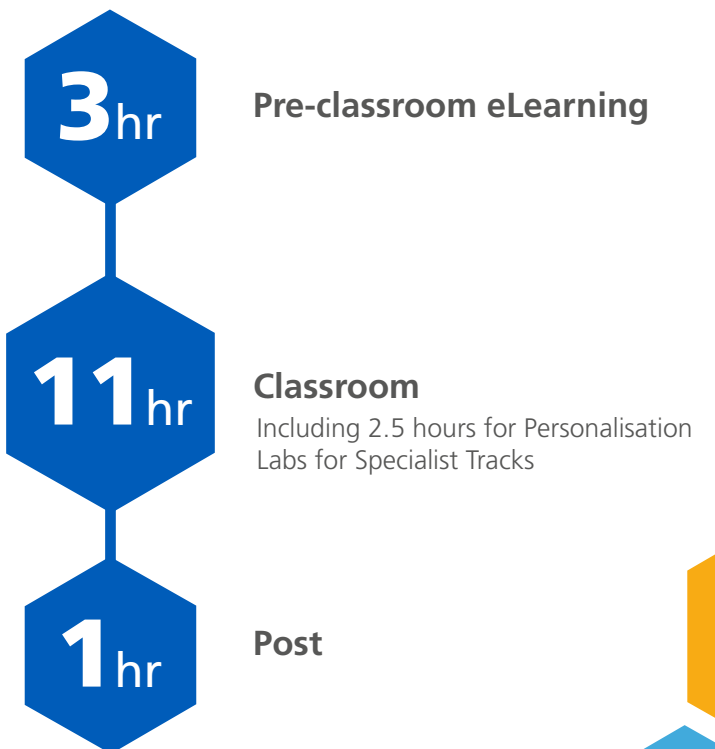 3hr
Pre-classroom eLearning
11hr
Classroom
Including 2.5 hours for Personalisation
Labs for Specialist Tracks
1hr
Post